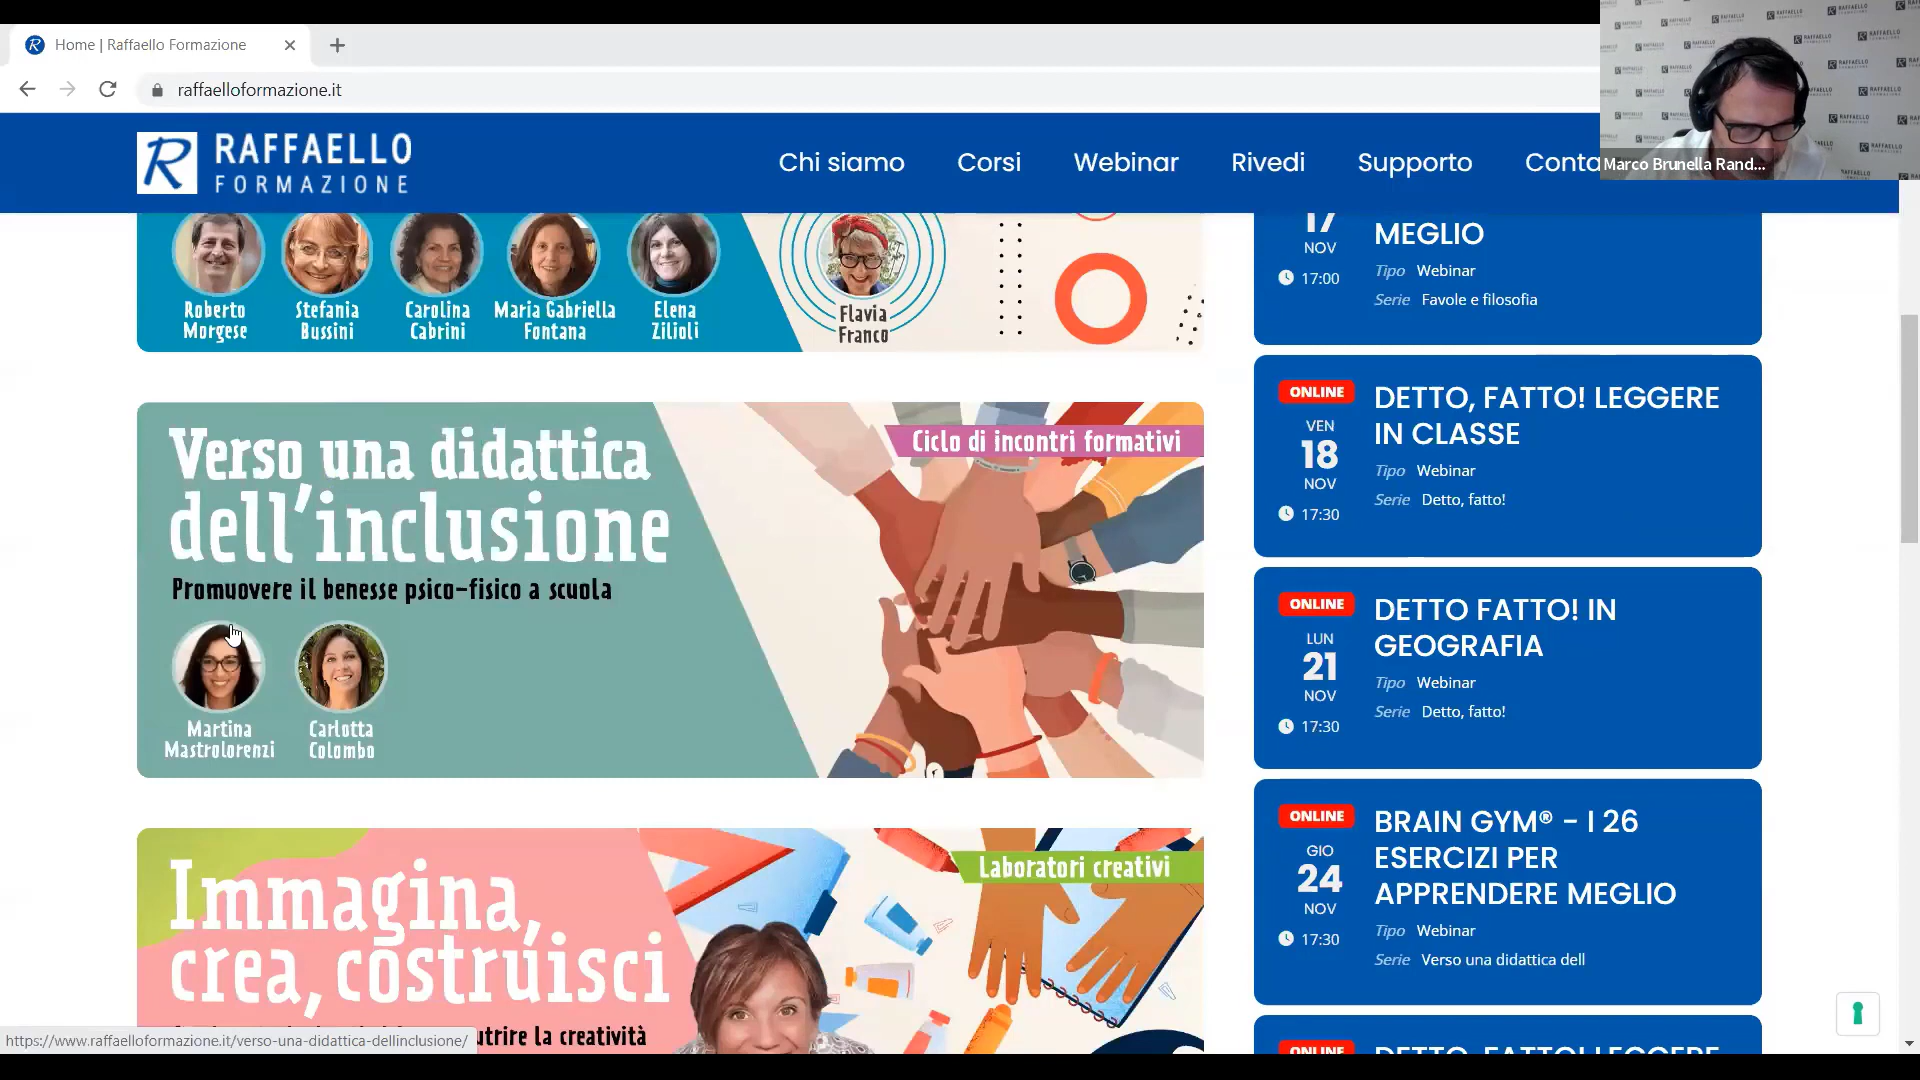 Home | Raffaello Formazione
raffaelloformazione.it
RAFFAELLO
FORMAZIONE
Chi siamo
Corsi
Webinar
Rivedi
Supporto
Conta
Marco Brunella Rand...
Roberto
Morgese
Stefania
Bussini
Carolina
Cabrini
Maria Gabriella
Fontana
Elena
Zilioli
Flavia
Franco
Verso una didattica
dell'inclusione
Promuovere il benesse psico-fisico a scuola
Ciclo di incontri formativi
Martina
Mastrolorenzi
Carlotta
Colombo
Immagina,
crea, costruisci
utrire la creatività
Laboratori creativi
17
NOV
17:00
MEGLIO
Tipo Webinar
Serie Favole e filosofia
ONLINE
VEN
18
NOV
17:30
DETTO, FATTO! LEGGERE
IN CLASSE
Tipo Webinar
Serie Detto, fatto!
ONLINE
LUN
21
NOV
17:30
DETTO FATTO! IN
GEOGRAFIA
Tipo Webinar
Serie Detto, fatto!
ONLINE
GIO
24
NOV
17:30
BRAIN GYM® - I 26
ESERCIZI PER
APPRENDERE MEGLIO
Tipo Webinar
Serie Verso una didattica dell
ONLINE
DETTO, FATTO! LEGGERE
https://www.raffaelloformazione.it/verso-una-didattica-dellinclusione/